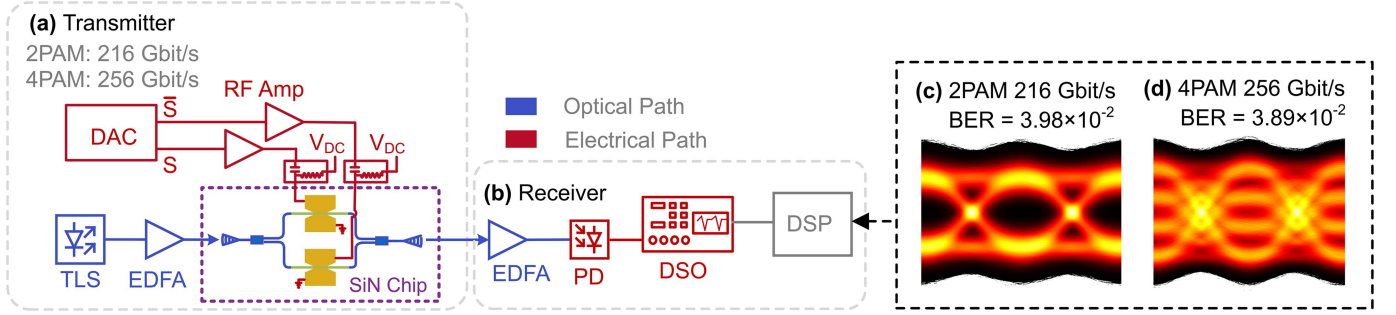 (a) Transmitter
2PAM: 216 Gbit/s
4PAM: 256 Gbit/s
RF Amp
S̅
DAC
S
V_DC
V_DC
TLS
EDFA
SiN Chip
Optical Path
Electrical Path
(b) Receiver
EDFA
PD
DSO
DSP
(c) 2PAM 216 Gbit/s
BER = 3.98×10⁻²
(d) 4PAM 256 Gbit/s
BER = 3.89×10⁻²